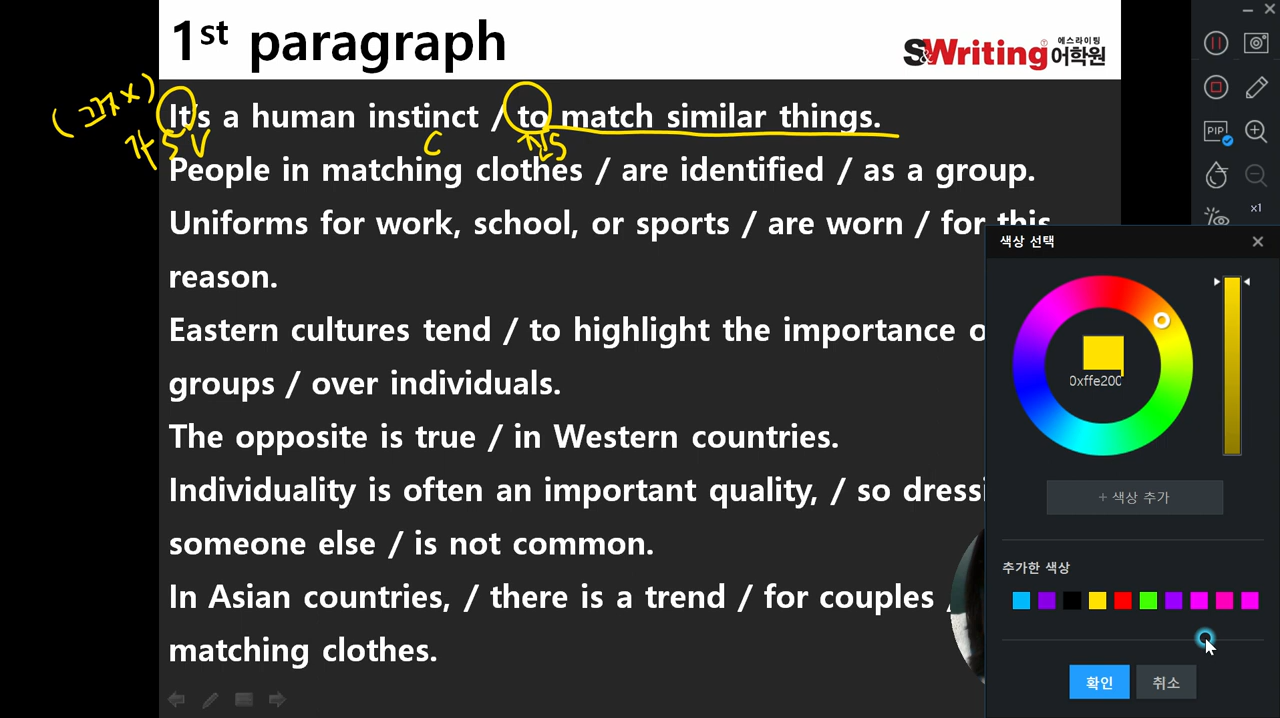 1st paragraph
S&Writing 에스라이팅 어학원
(그것X)
It's a human instinct / to match similar things.
가S V C 진S
People in matching clothes / are identified / as a group.
Uniforms for work, school, or sports / are worn / for this
reason.
Eastern cultures tend / to highlight the importance o
groups / over individuals.
The opposite is true / in Western countries.
Individuality is often an important quality, / so dressi
someone else / is not common.
In Asian countries, / there is a trend / for couples /
matching clothes.
PIP
x1
색상 선택
0xffe200
+ 색상 추가
추가한 색상
확인 취소